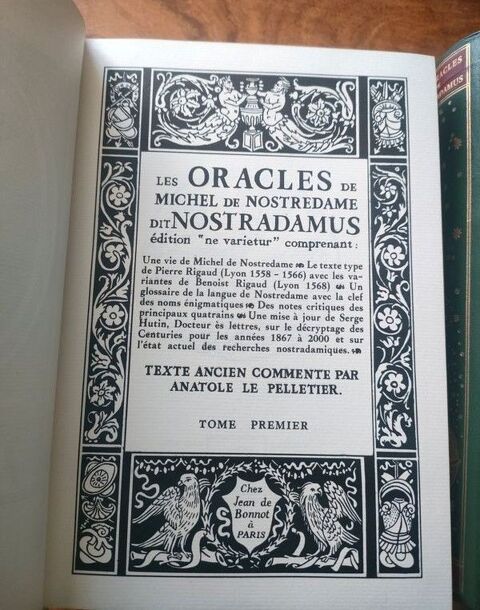 LES ORACLES DE
MICHEL DE NOSTREDAME
DIT NOSTRADAMUS
édition "ne varietur" comprenant :
Une vie de Michel de Nostredame Le texte type
de Pierre Rigaud (Lyon 1558 - 1566) avec les va-
riantes de Benoist Rigaud (Lyon 1568) Un
glossaire de la langue de Nostredame avec la clef
des noms énigmatiques Des notes critiques des
principaux quatrains Une mise à jour de Serge
Hutin, Docteur ès lettres, sur le décryptage des
Centuries pour les années 1867 à 2000 et sur
l'état actuel des recherches nostradamiques.
TEXTE ANCIEN COMMENTE PAR
ANATOLE LE PELLETIER.
TOME PREMIER
Chez
Jean de
Bonnot
à
PARIS